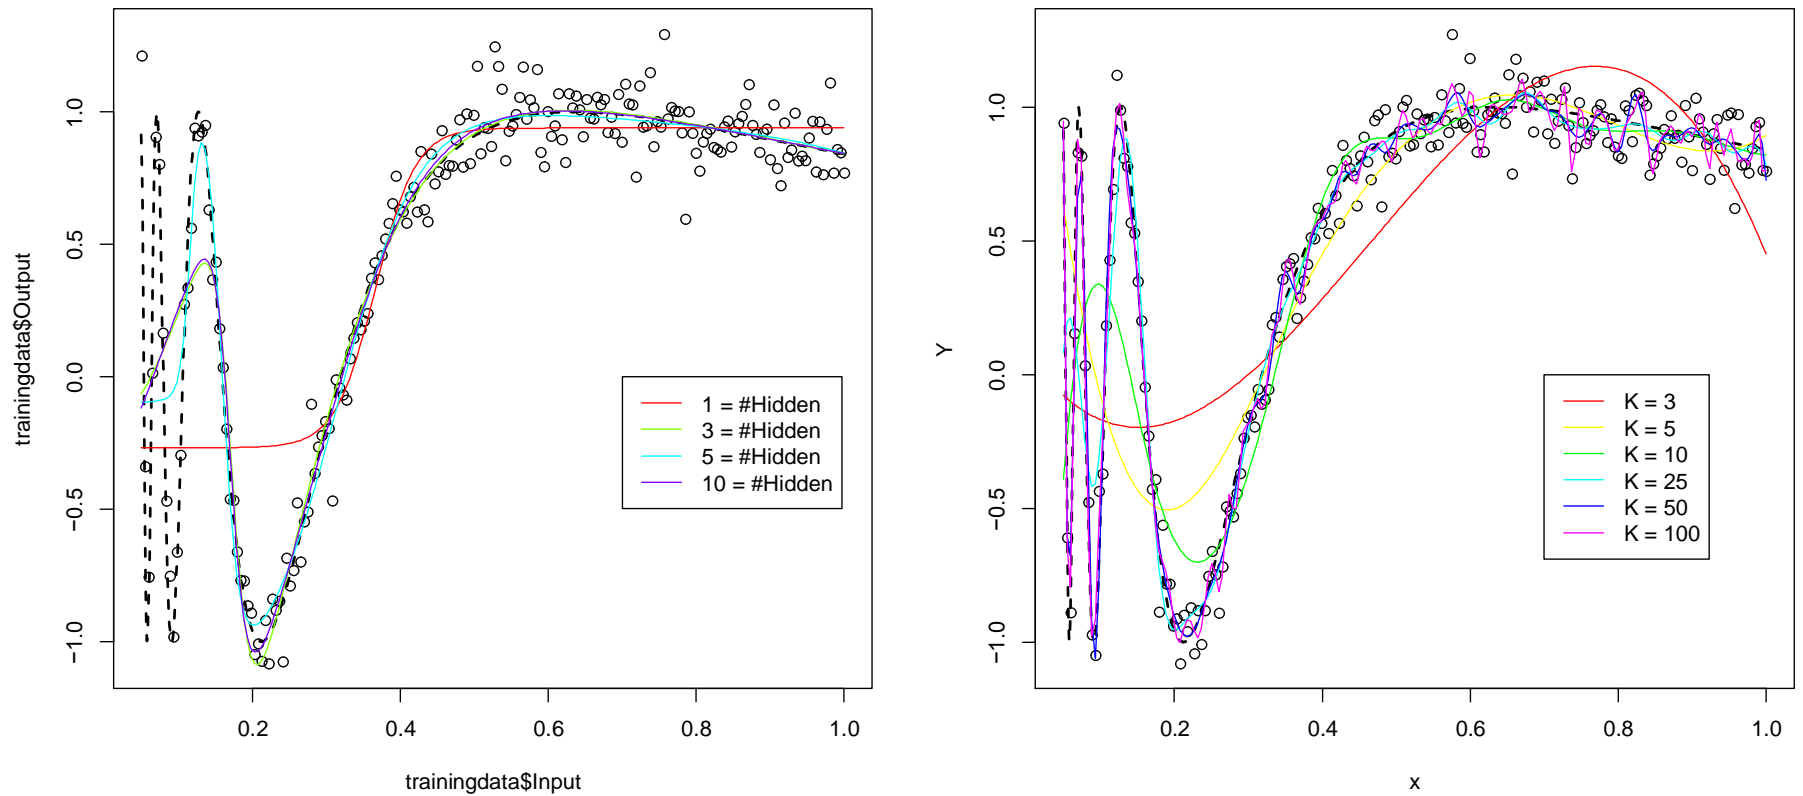 trainingdata$Output
1.0
0.5
0.0
−0.5
−1.0
0.2
0.4
0.6
0.8
1.0
trainingdata$Input
1 = #Hidden
3 = #Hidden
5 = #Hidden
10 = #Hidden
Y
1.0
0.5
0.0
−0.5
−1.0
0.2
0.4
0.6
0.8
1.0
x
K = 3
K = 5
K = 10
K = 25
K = 50
K = 100